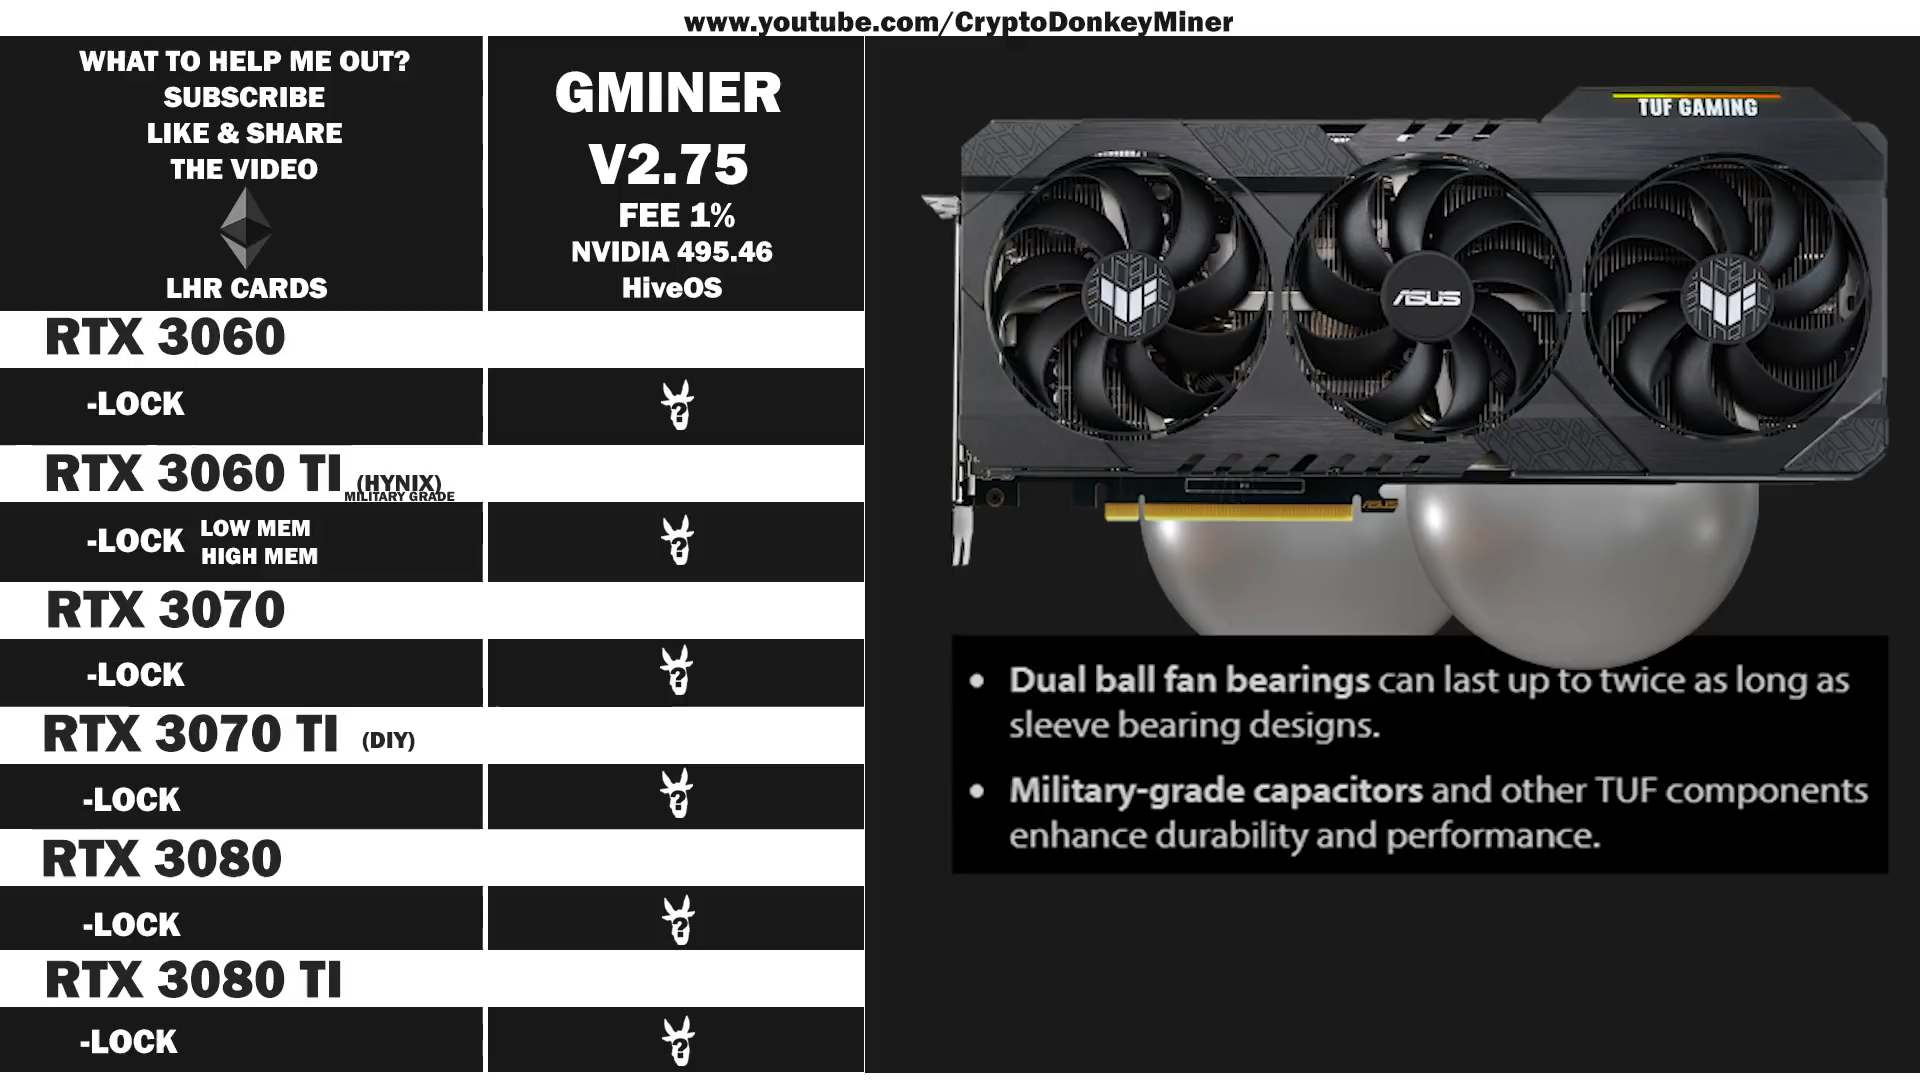 www.youtube.com/CryptoDonkeyMiner
WHAT TO HELP ME OUT?
SUBSCRIBE
LIKE & SHARE
THE VIDEO
LHR CARDS
GMINER
V2.75
FEE 1%
NVIDIA 495.46
HiveOS
RTX 3060
-LOCK
?
RTX 3060 TI (HYNIX)
MILITARY GRADE
-LOCK LOW MEM
HIGH MEM
?
RTX 3070
-LOCK
?
RTX 3070 TI (DIY)
-LOCK
?
RTX 3080
-LOCK
?
RTX 3080 TI
-LOCK
?
TUF GAMING
ASUS
ASUS
• Dual ball fan bearings can last up to twice as long as
sleeve bearing designs.
• Military-grade capacitors and other TUF components
enhance durability and performance.